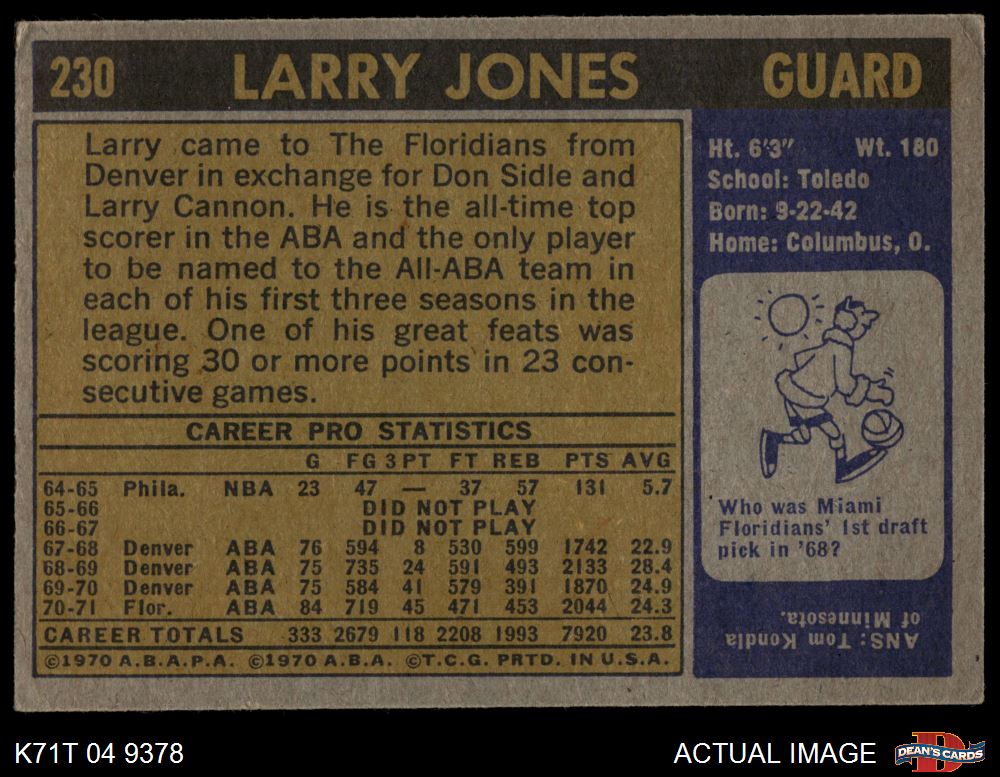 230 LARRY JONES GUARD
Larry came to The Floridians from
Denver in exchange for Don Sidle and
Larry Cannon. He is the all-time top
scorer in the ABA and the only player
to be named to the All-ABA team in
each of his first three seasons in the
league. One of his great feats was
scoring 30 or more points in 23 con-
secutive games.
CAREER PRO STATISTICS
G FG 3PT FT REB PTS AVG
64-65 Phila. NBA 23 47 — 37 57 131 5.7
65-66 DID NOT PLAY
66-67 DID NOT PLAY
67-68 Denver ABA 76 594 8 530 599 1742 22.9
68-69 Denver ABA 75 735 24 591 493 2133 28.4
69-70 Denver ABA 75 584 41 579 391 1870 24.9
70-71 Flor. ABA 84 719 45 471 453 2044 24.3
CAREER TOTALS 333 2679 118 2208 1993 7920 23.8
©1970 A.B.A.P.A. ©1970 A.B.A. ©T.C.G. PRTD. IN U.S.A.
Ht. 6'3" Wt. 180
School: Toledo
Born: 9-22-42
Home: Columbus, O.
Who was Miami
Floridians' 1st draft
pick in '68?
ANS: Tom Kondla
of Minnesota.
K71T 04 9378 ACTUAL IMAGE DEAN'S CARDS